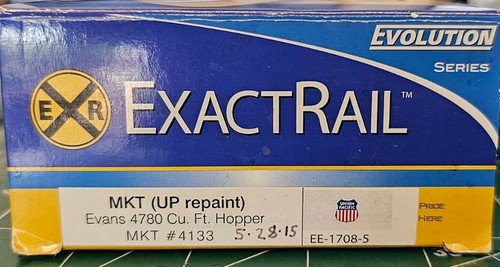 EVOLUTION
SERIES
E R
EXACTRAIL™
MKT (UP repaint)
Evans 4780 Cu. Ft. Hopper
MKT #4133 5·28·15
UNION
PACIFIC
EE-1708-5
PRICE
HERE